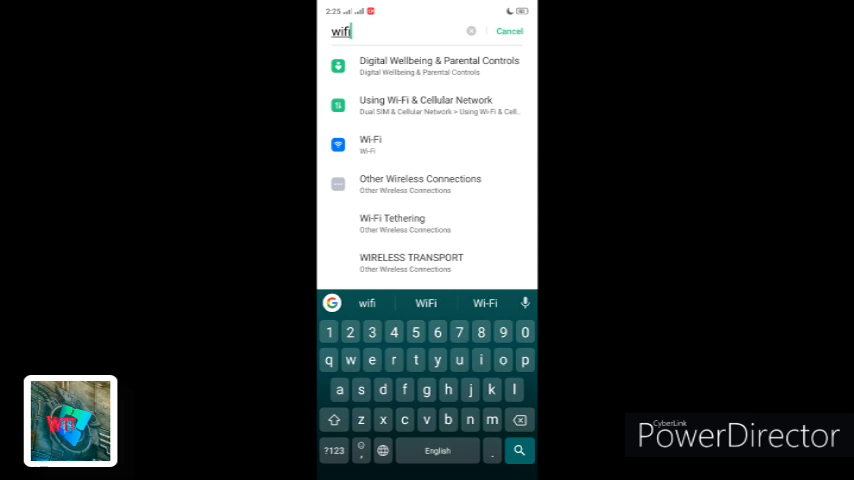 2:25
wifi
Cancel
Digital Wellbeing & Parental Controls
Digital Wellbeing & Parental Controls
Using Wi-Fi & Cellular Network
Dual SIM & Cellular Network > Using Wi-Fi & Cell..
Wi-Fi
Wi-Fi
Other Wireless Connections
Other Wireless Connections
Wi-Fi Tethering
Other Wireless Connections
WIRELESS TRANSPORT
Other Wireless Connections
wifi WiFi Wi-Fi
1 2 3 4 5 6 7 8 9 0
q w e r t y u i o p
a s d f g h j k l
z x c v b n m
?123 , English .
CyberLink
PowerDirector